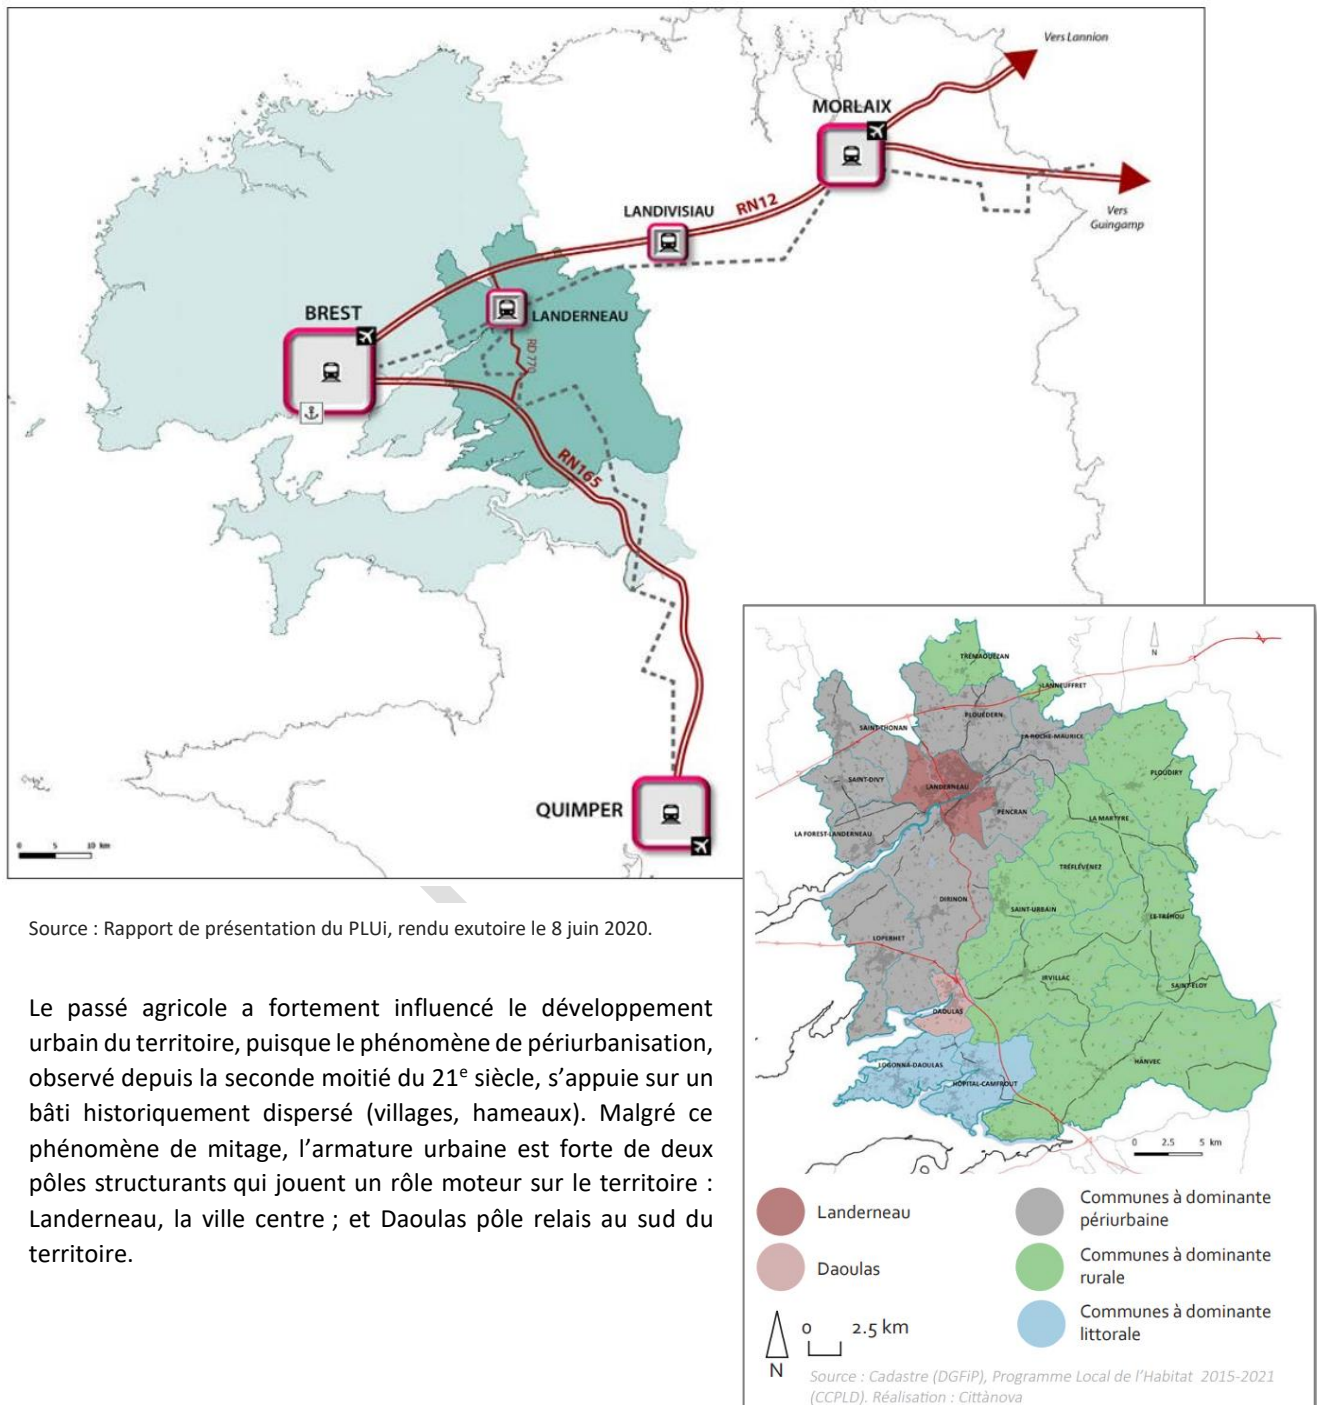 Vers Lannion
MORLAIX
Vers
Guingamp
LANDIVISIAU
RN12
BREST
LANDERNEAU
RD 770
RN165
QUIMPER
0 5 10 km
Source : Rapport de présentation du PLUi, rendu exutoire le 8 juin 2020.
Le passé agricole a fortement influencé le développement
urbain du territoire, puisque le phénomène de périurbanisation,
observé depuis la seconde moitié du 21e siècle, s’appuie sur un
bâti historiquement dispersé (villages, hameaux). Malgré ce
phénomène de mitage, l’armature urbaine est forte de deux
pôles structurants qui jouent un rôle moteur sur le territoire :
Landerneau, la ville centre ; et Daoulas pôle relais au sud du
territoire.
N
TRÉMAOUÉZAN
LANNEUFFRET
PLOUÉDERN
SAINT-THONAN
LA ROCHE-MAURICE
PLOUDIRY
SAINT-DIVY
LANDERNEAU
PENCRAN
LA MARTYRE
LA FOREST-LANDERNEAU
TRÉFLÉVÉNEZ
DIRINON
SAINT-URBAIN
LE TRÉHOU
LOPERHET
IRVILLAC
SAINT-ELOY
DAOULAS
HANVEC
LOGONNA-DAOULAS
HÔPITAL-CAMFROUT
0 2.5 5 km
Landerneau
Daoulas
Communes à dominante
périurbaine
Communes à dominante
rurale
Communes à dominante
littorale
0 2.5 km
N
Source : Cadastre (DGFiP), Programme Local de l’Habitat 2015-2021
(CCPLD). Réalisation : Cittànova